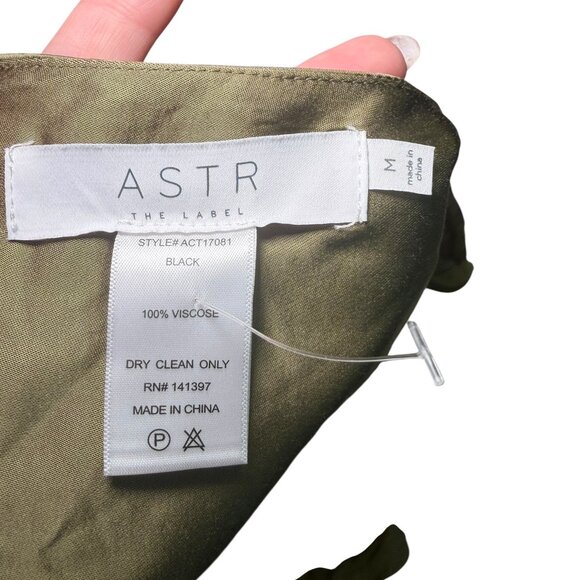 ASTR
THE LABEL
M
made in
china
STYLE# ACT17081
BLACK
100% VISCOSE
DRY CLEAN ONLY
RN# 141397
MADE IN CHINA
P